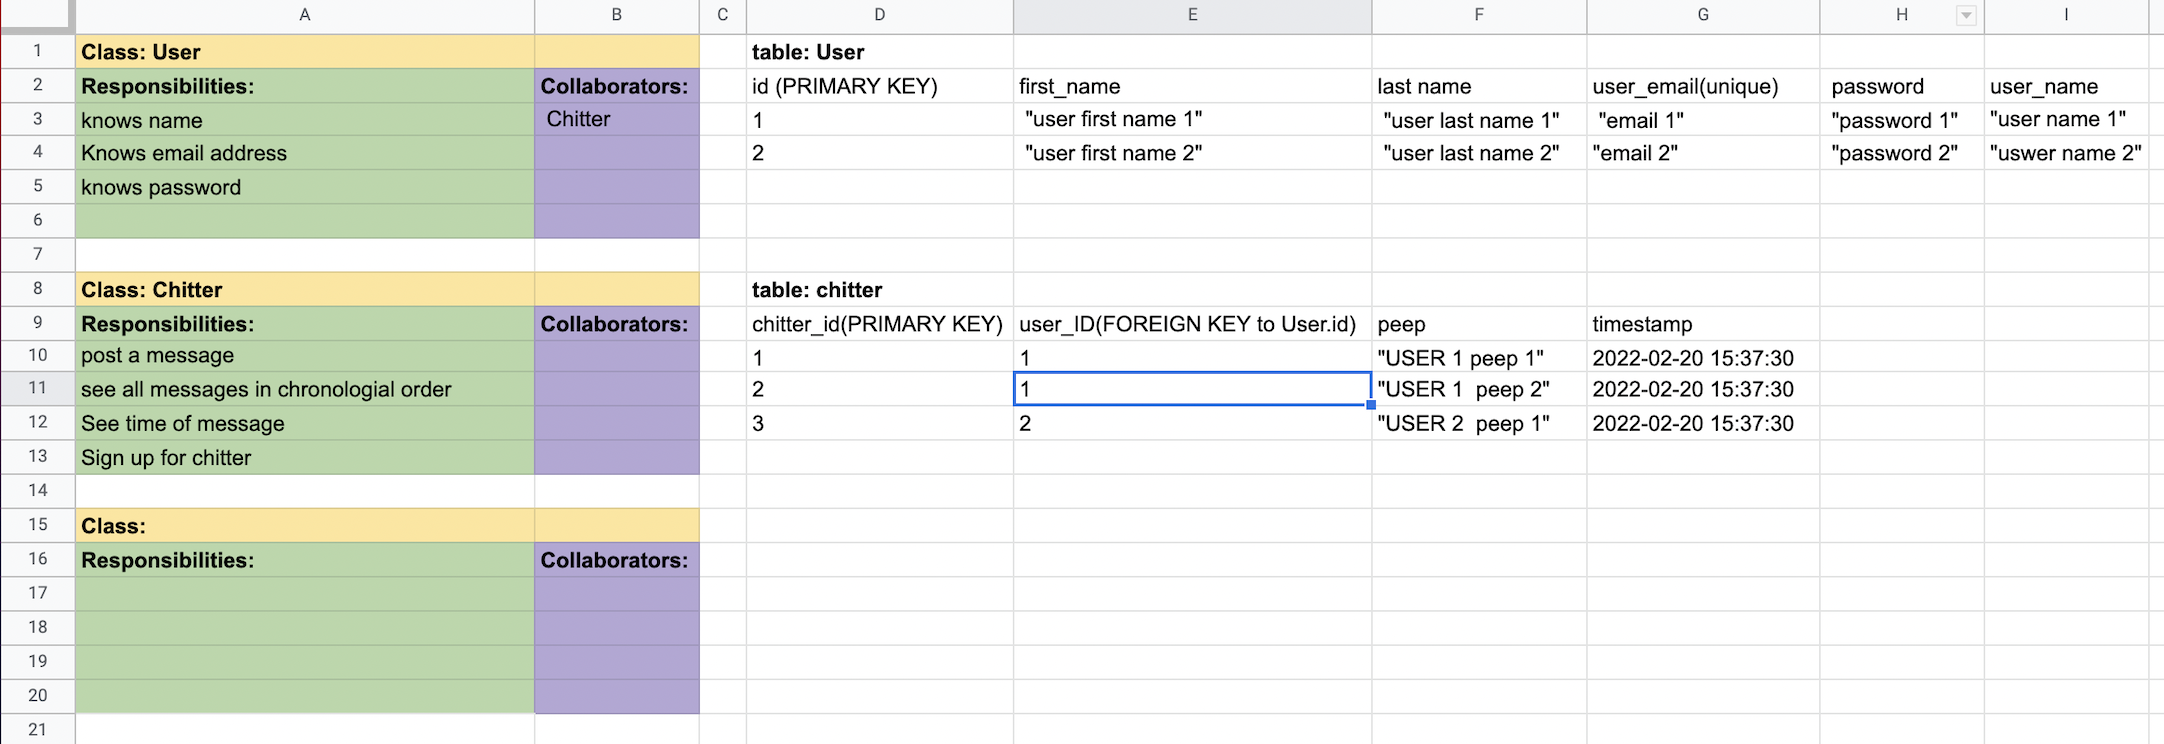 A B C D E F G H I
1 Class: User table: User
2 Responsibilities: Collaborators: id (PRIMARY KEY) first_name last name user_email(unique) password user_name
3 knows name Chitter 1 "user first name 1" "user last name 1" "email 1" "password 1" "user name 1"
4 Knows email address 2 "user first name 2" "user last name 2" "email 2" "password 2" "uswer name 2"
5 knows password
6
7
8 Class: Chitter table: chitter
9 Responsibilities: Collaborators: chitter_id(PRIMARY KEY) user_ID(FOREIGN KEY to User.id) peep timestamp
10 post a message 1 1 "USER 1 peep 1" 2022-02-20 15:37:30
11 see all messages in chronologial order 2 1 "USER 1  peep 2" 2022-02-20 15:37:30
12 See time of message 3 2 "USER 2  peep 1" 2022-02-20 15:37:30
13 Sign up for chitter
14
15 Class:
16 Responsibilities: Collaborators:
17
18
19
20
21